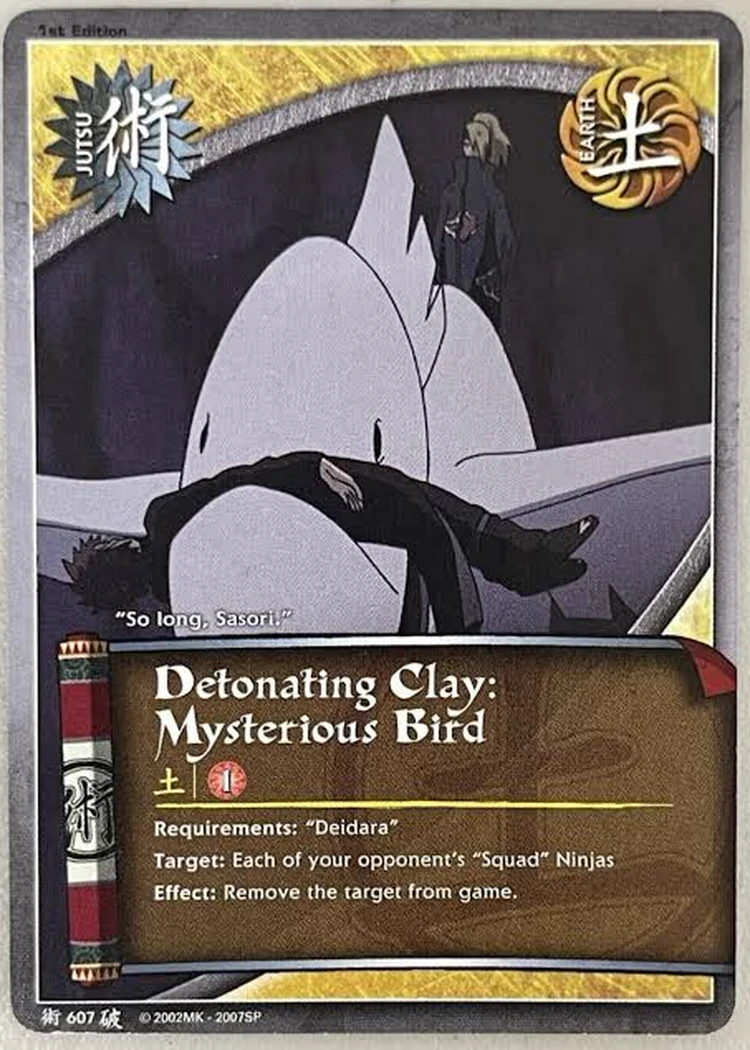 1st Edition
JUTSU 術
EARTH 土
"So long, Sasori."
Detonating Clay:
Mysterious Bird
土 1
Requirements: "Deidara"
術
Target: Each of your opponent's "Squad" Ninjas
Effect: Remove the target from game.
術 607 破 © 2002MK - 2007SP